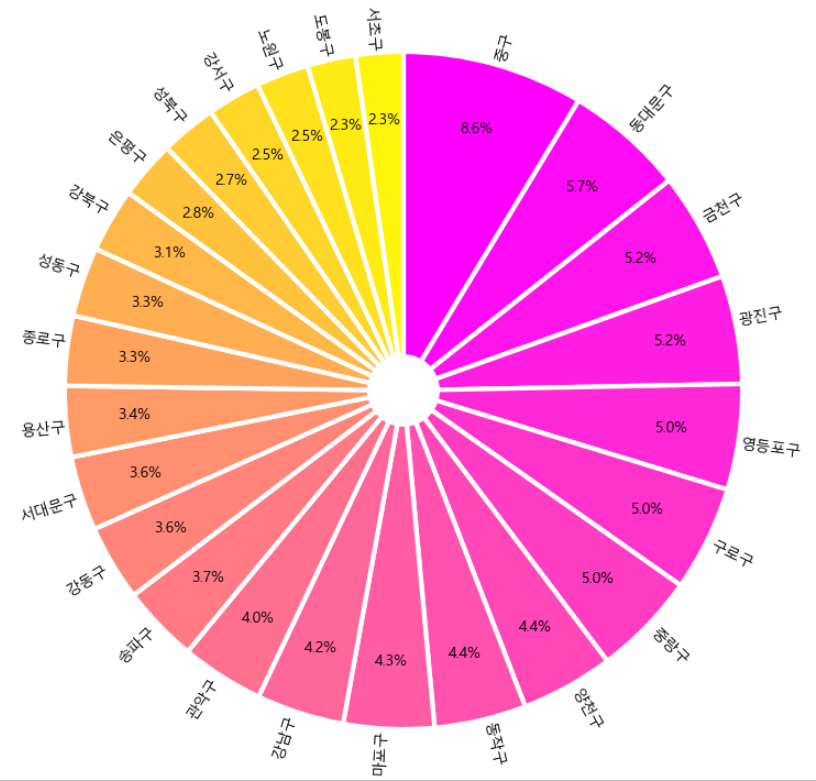 중구
8.6%
동대문구
5.7%
금천구
5.2%
광진구
5.2%
영등포구
5.0%
구로구
5.0%
중랑구
5.0%
양천구
4.4%
동작구
4.4%
마포구
4.3%
강남구
4.2%
관악구
4.0%
송파구
3.7%
강동구
3.6%
서대문구
3.6%
용산구
3.4%
종로구
3.3%
성동구
3.3%
강북구
3.1%
은평구
2.8%
성북구
2.7%
강서구
2.5%
노원구
2.5%
도봉구
2.3%
서초구
2.3%